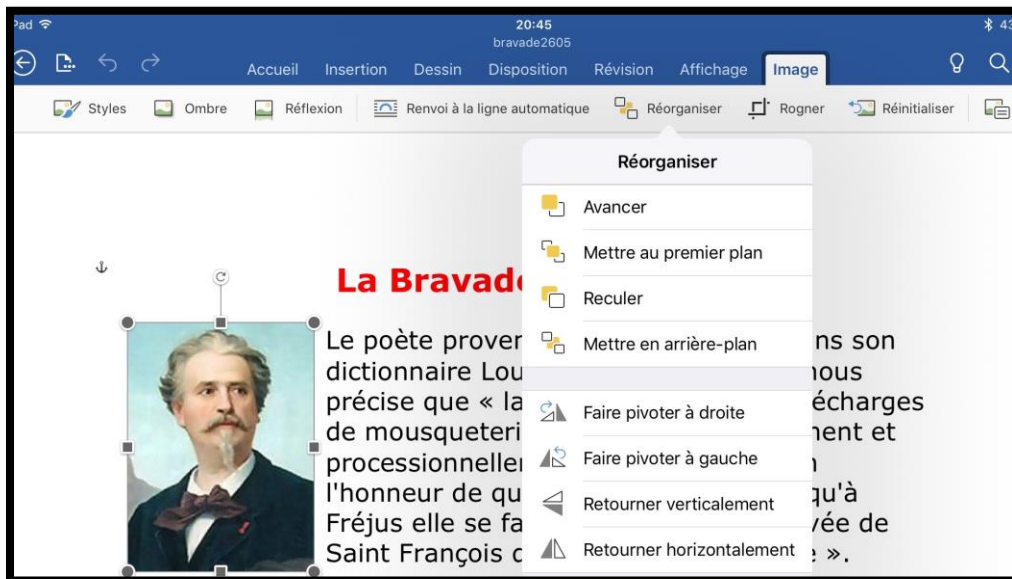 Pad 20:45 43
bravade2605
Accueil Insertion Dessin Disposition Révision Affichage Image
Styles Ombre Réflexion Renvoi à la ligne automatique Réorganiser Rogner Réinitialiser
Réorganiser
Avancer
Mettre au premier plan
Reculer
Mettre en arrière-plan
Faire pivoter à droite
Faire pivoter à gauche
Retourner verticalement
Retourner horizontalement
La Bravad
Le poète prover ns son
dictionnaire Lou nous
précise que « la écharges
de mousqueteri ment et
processionneller
l'honneur de qu qu'à
Fréjus elle se fa vée de
Saint François d ».